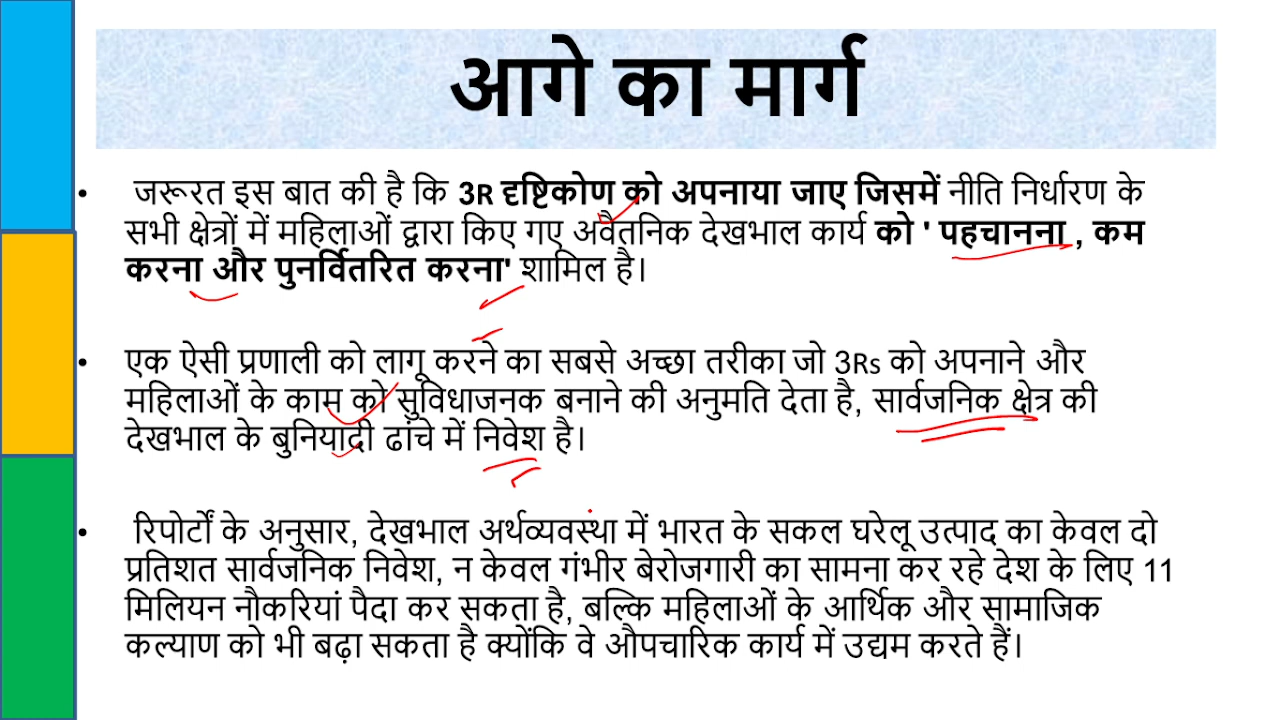 आगे का मार्ग
• जरूरत इस बात की है कि 3R दृष्टिकोण को अपनाया जाए जिसमें नीति निर्धारण के
सभी क्षेत्रों में महिलाओं द्वारा किए गए अवैतनिक देखभाल कार्य को ' पहचानना , कम
करना और पुनर्वितरित करना' शामिल है।
• एक ऐसी प्रणाली को लागू करने का सबसे अच्छा तरीका जो 3Rs को अपनाने और
महिलाओं के काम को सुविधाजनक बनाने की अनुमति देता है, सार्वजनिक क्षेत्र की
देखभाल के बुनियादी ढांचे में निवेश है।
• रिपोर्टों के अनुसार, देखभाल अर्थव्यवस्था में भारत के सकल घरेलू उत्पाद का केवल दो
प्रतिशत सार्वजनिक निवेश, न केवल गंभीर बेरोजगारी का सामना कर रहे देश के लिए 11
मिलियन नौकरियां पैदा कर सकता है, बल्कि महिलाओं के आर्थिक और सामाजिक
कल्याण को भी बढ़ा सकता है क्योंकि वे औपचारिक कार्य में उद्यम करते हैं।